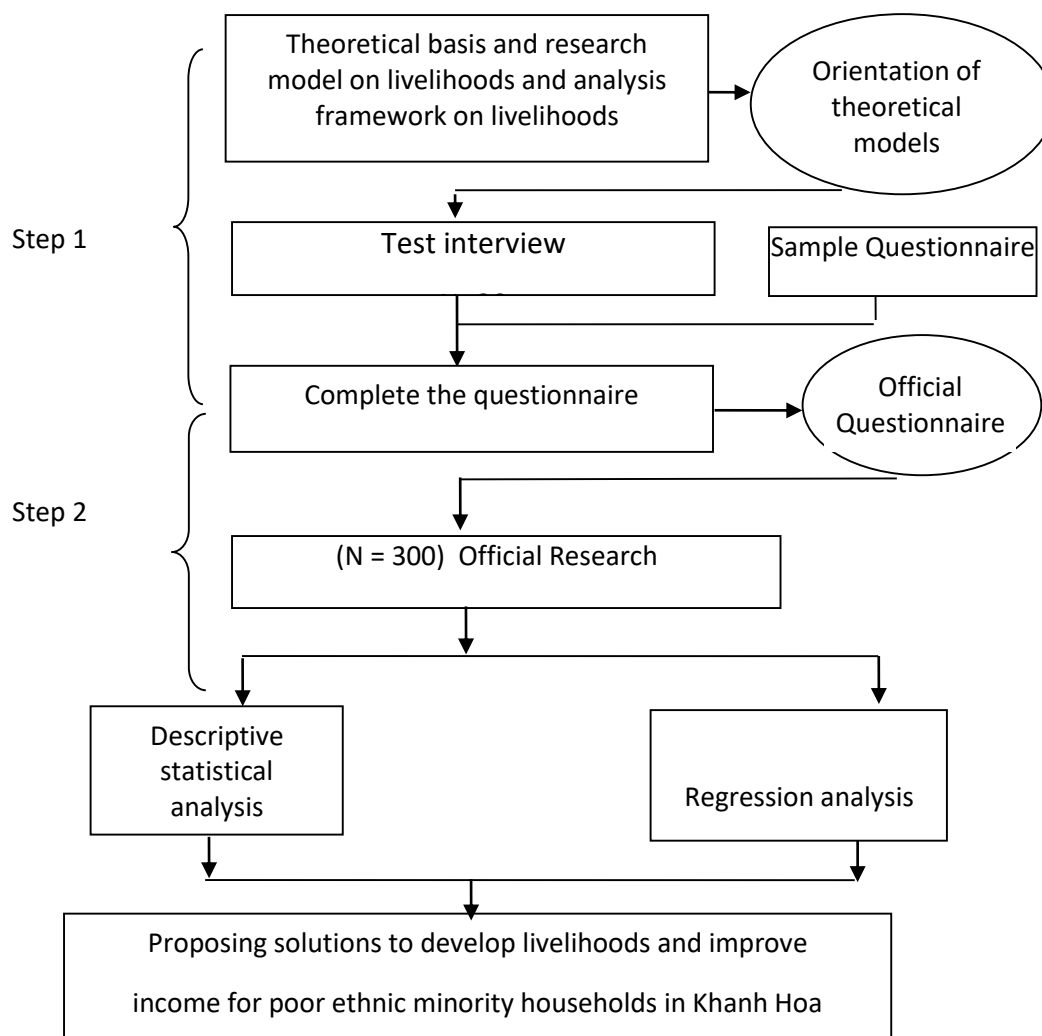 Theoretical basis and research
model on livelihoods and analysis
framework on livelihoods
Orientation of
theoretical
models
Step 1
Test interview
Sample Questionnaire
Complete the questionnaire
Official
Questionnaire
Step 2
(N = 300) Official Research
Descriptive
statistical
analysis
Regression analysis
Proposing solutions to develop livelihoods and improve
income for poor ethnic minority households in Khanh Hoa